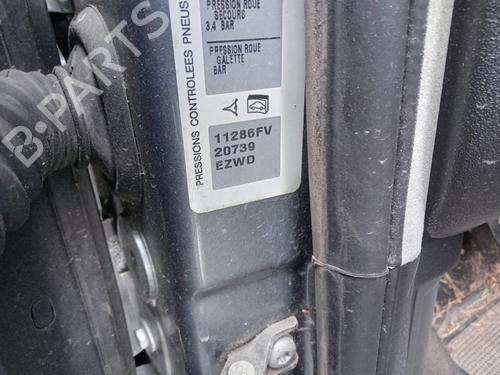 PRESSION ROUE
SECOURS
3,4 BAR
PRESSION ROUE
GALETTE
BAR
PRESSIONS CONTROLEES PNEUS
11286FV
20739
EZWD
B-PARTS